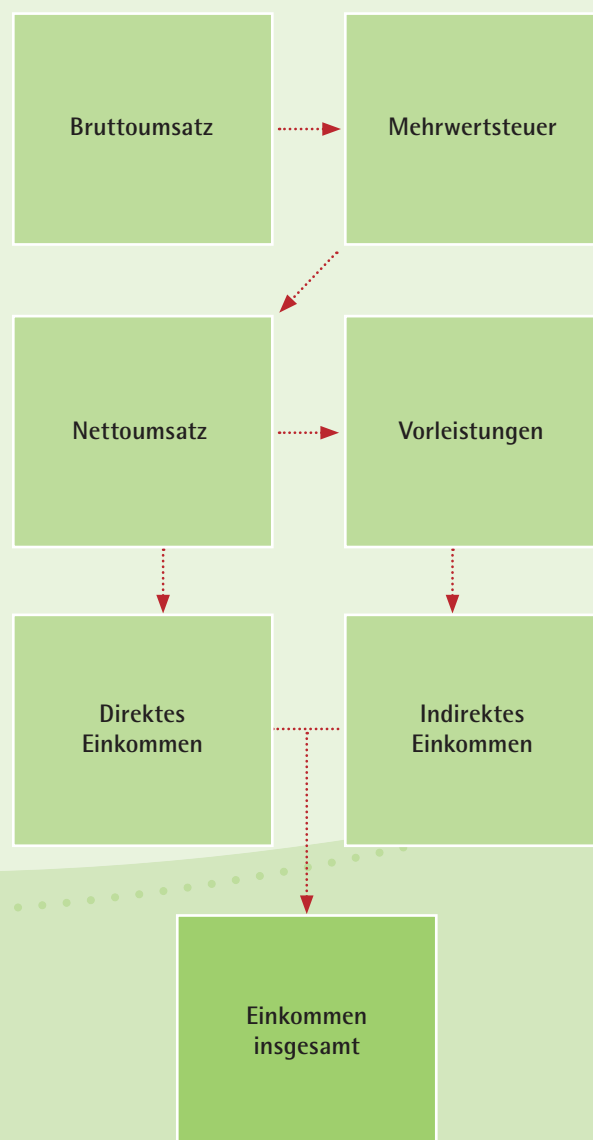 Bruttoumsatz
Mehrwertsteuer
Nettoumsatz
Vorleistungen
Direktes
Einkommen
Indirektes
Einkommen
Einkommen
insgesamt